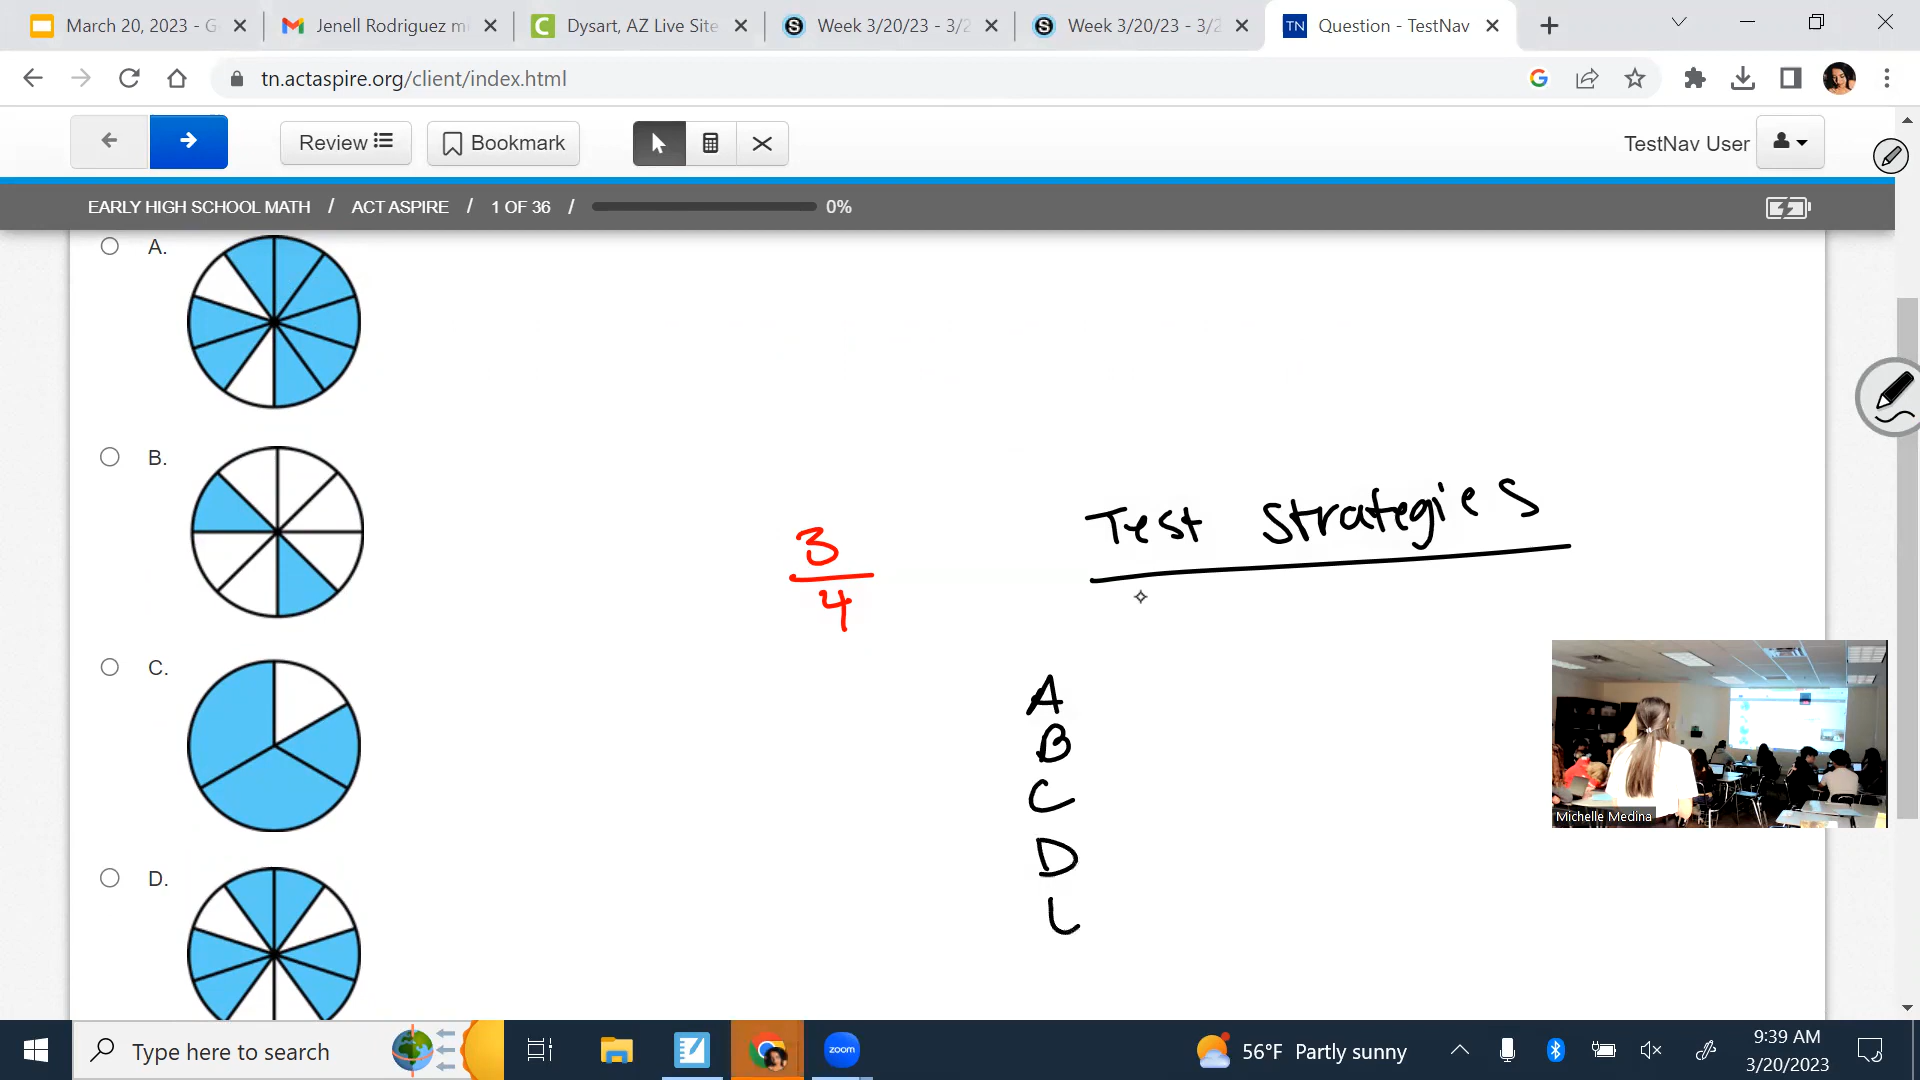 March 20, 2023 - G
Jenell Rodriguez m
Dysart, AZ Live Site
Week 3/20/23 - 3/2
Week 3/20/23 - 3/2
TN
Question - TestNav
tn.actaspire.org/client/index.html
Review
Bookmark
TestNav User
EARLY HIGH SCHOOL MATH / ACT ASPIRE / 1 OF 36 / 0%
A.
B.
C.
D.
3
4
Test Strategies
A
B
C
D
L
Michelle Medina
Type here to search
zoom
56°F Partly sunny
9:39 AM
3/20/2023